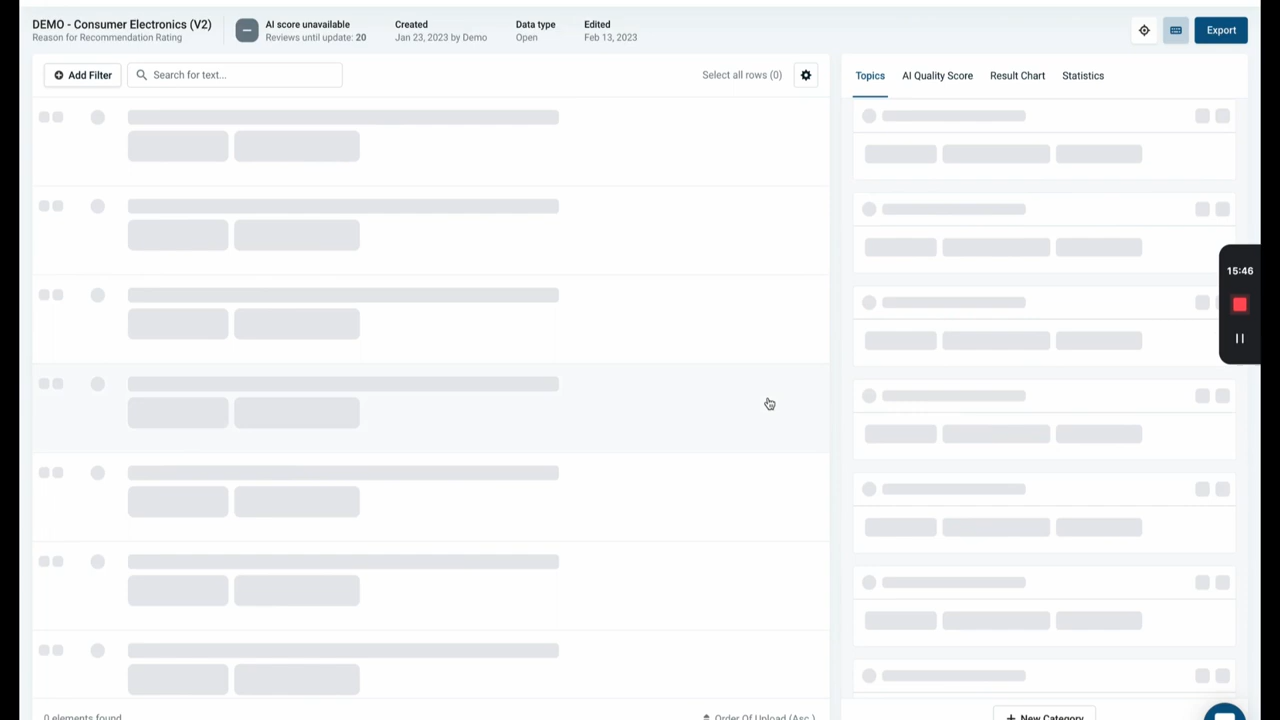 DEMO - Consumer Electronics (V2)
Reason for Recommendation Rating
AI score unavailable
Reviews until update: 20
Created
Jan 23, 2023 by Demo
Data type
Open
Edited
Feb 13, 2023
Export
Add Filter
Search for text...
Select all rows (0)
Topics
AI Quality Score
Result Chart
Statistics
15:46
0 elements found
Order Of Upload (Asc.)
New Category